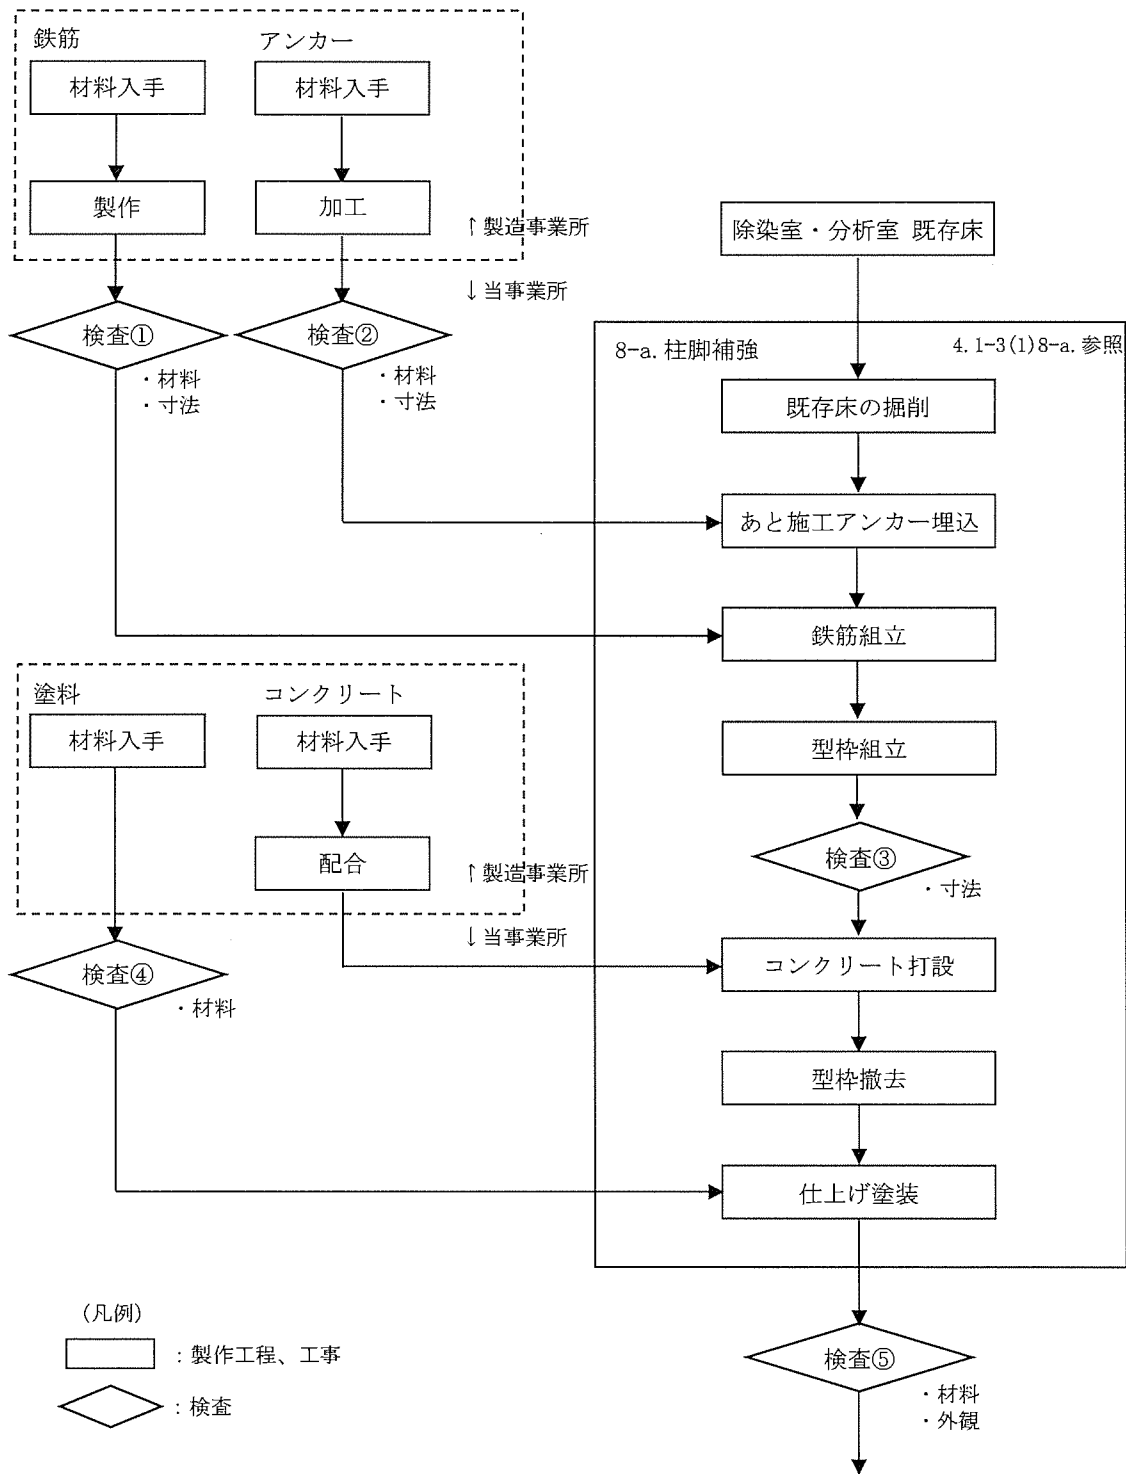 鉄筋
アンカー
材料入手
材料入手
製作
加工
↑製造事業所
↓当事業所
検査①
・材料
・寸法
検査②
・材料
・寸法
除染室・分析室 既存床
8-a. 柱脚補強
4.1-3(1)8-a. 参照
既存床の掘削
あと施工アンカー埋込
鉄筋組立
型枠組立
検査③
・寸法
塗料
コンクリート
材料入手
材料入手
配合
↑製造事業所
↓当事業所
検査④
・材料
コンクリート打設
型枠撤去
仕上げ塗装
検査⑤
・材料
・外観
(凡例)
：製作工程、工事
：検査